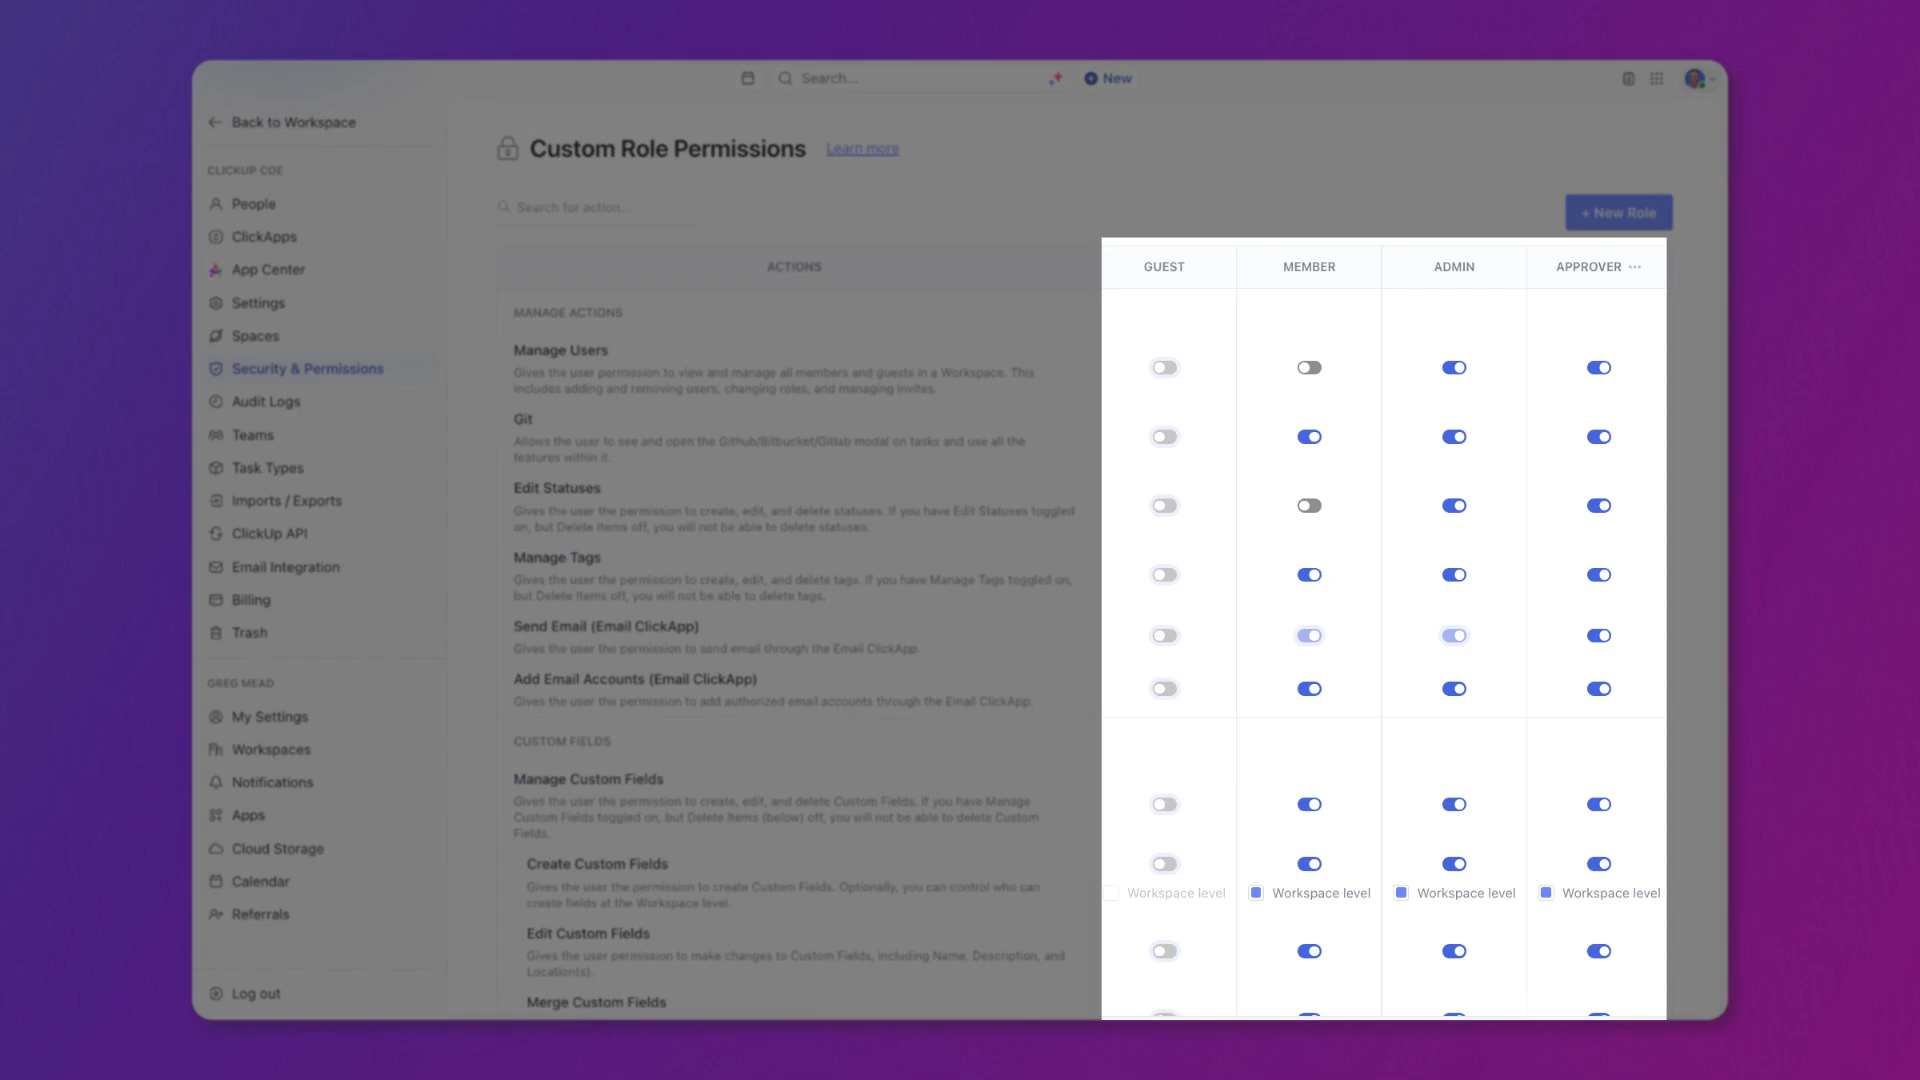 Search...
New
Back to Workspace
CLICKUP COE
People
ClickApps
App Center
Settings
Spaces
Security & Permissions
Audit Logs
Teams
Task Types
Imports / Exports
ClickUp API
Email Integration
Billing
Trash
GREG MEAD
My Settings
Workspaces
Notifications
Apps
Cloud Storage
Calendar
Referrals
Log out
Custom Role Permissions
Learn more
Search for action...
+ New Role
ACTIONS
GUEST
MEMBER
ADMIN
APPROVER ···
MANAGE ACTIONS
Manage Users
Gives the user permission to view and manage all members and guests in a Workspace. This
includes adding and removing users, changing roles, and managing invites.
Git
Allows the user to see and open the Github/Bitbucket/Gitlab modal on tasks and use all the
features within it.
Edit Statuses
Gives the user the permission to create, edit, and delete statuses. If you have Edit Statuses toggled
on, but Delete Items off, you will not be able to delete statuses.
Manage Tags
Gives the user the permission to create, edit, and delete tags. If you have Manage Tags toggled on,
but Delete Items off, you will not be able to delete tags.
Send Email (Email ClickApp)
Gives the user the permission to send email through the Email ClickApp.
Add Email Accounts (Email ClickApp)
Gives the user the permission to add authorized email accounts through the Email ClickApp.
CUSTOM FIELDS
Manage Custom Fields
Gives the user the permission to create, edit, and delete Custom Fields. If you have Manage
Custom Fields toggled on, but Delete Items (below) off, you will not be able to delete Custom
Fields.
Create Custom Fields
Gives the user the permission to create Custom Fields. Optionally, you can control who can
create fields at the Workspace level.
Workspace level
Workspace level
Workspace level
Workspace level
Edit Custom Fields
Gives the user permission to make changes to Custom Fields, including Name, Description, and
Location(s).
Merge Custom Fields